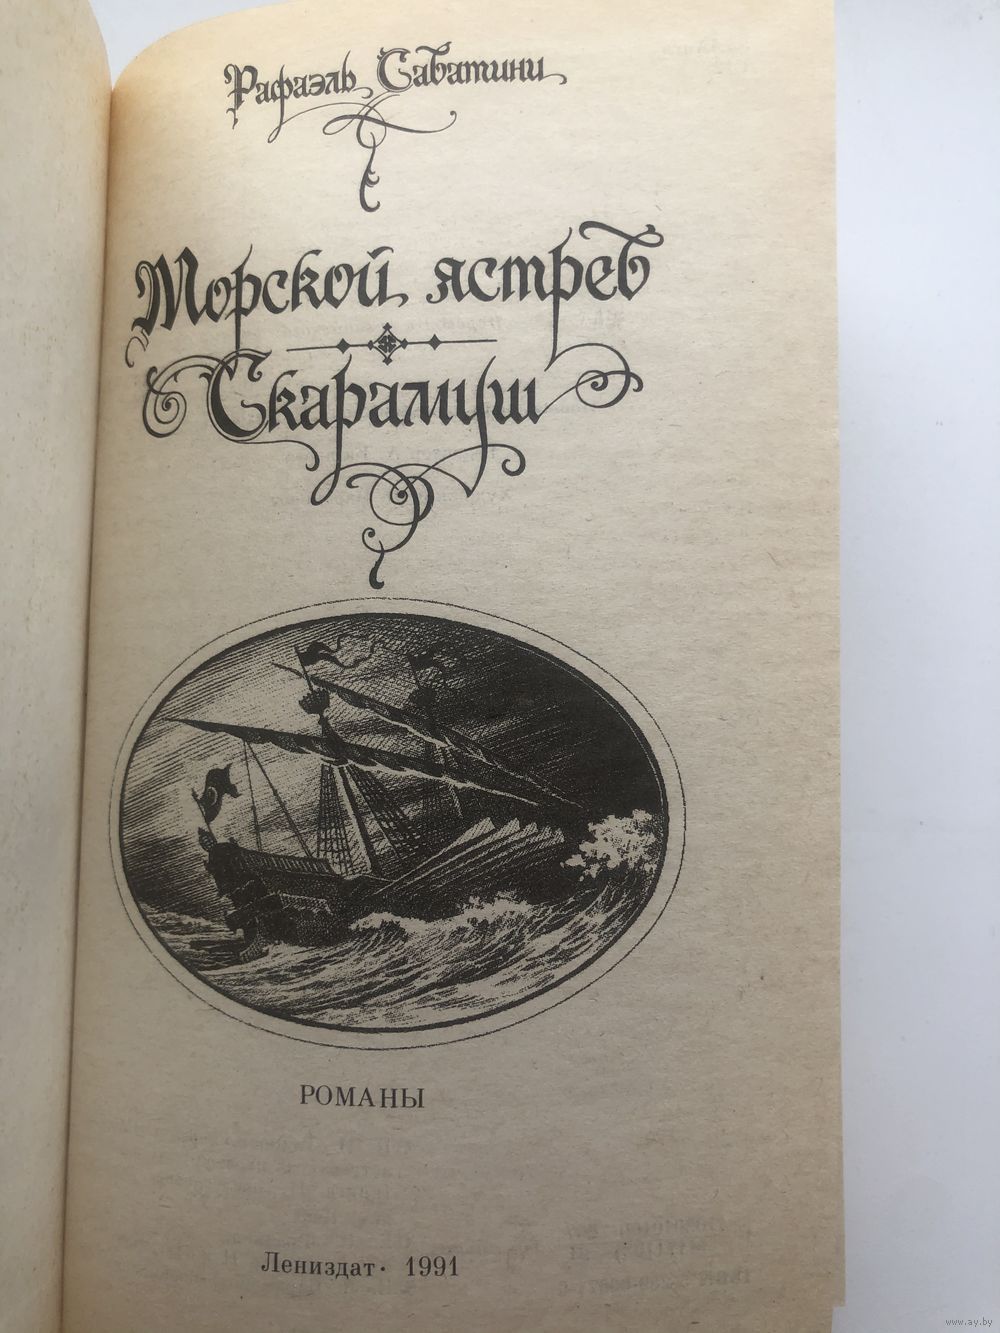 Рафаэль Сабатини
Морской ястреб
Скарамуш
РОМАНЫ
Лениздат · 1991
www.ay.by